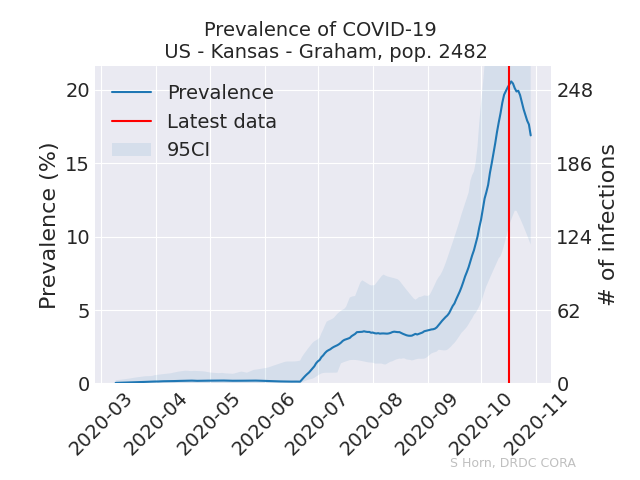 Prevalence of COVID-19
US - Kansas - Graham, pop. 2482
Prevalence
Latest data
95CI
Prevalence (%)
20
15
10
5
0
248
186
124
62
0
# of infections
2020-03
2020-04
2020-05
2020-06
2020-07
2020-08
2020-09
2020-10
2020-11
S Horn, DRDC CORA